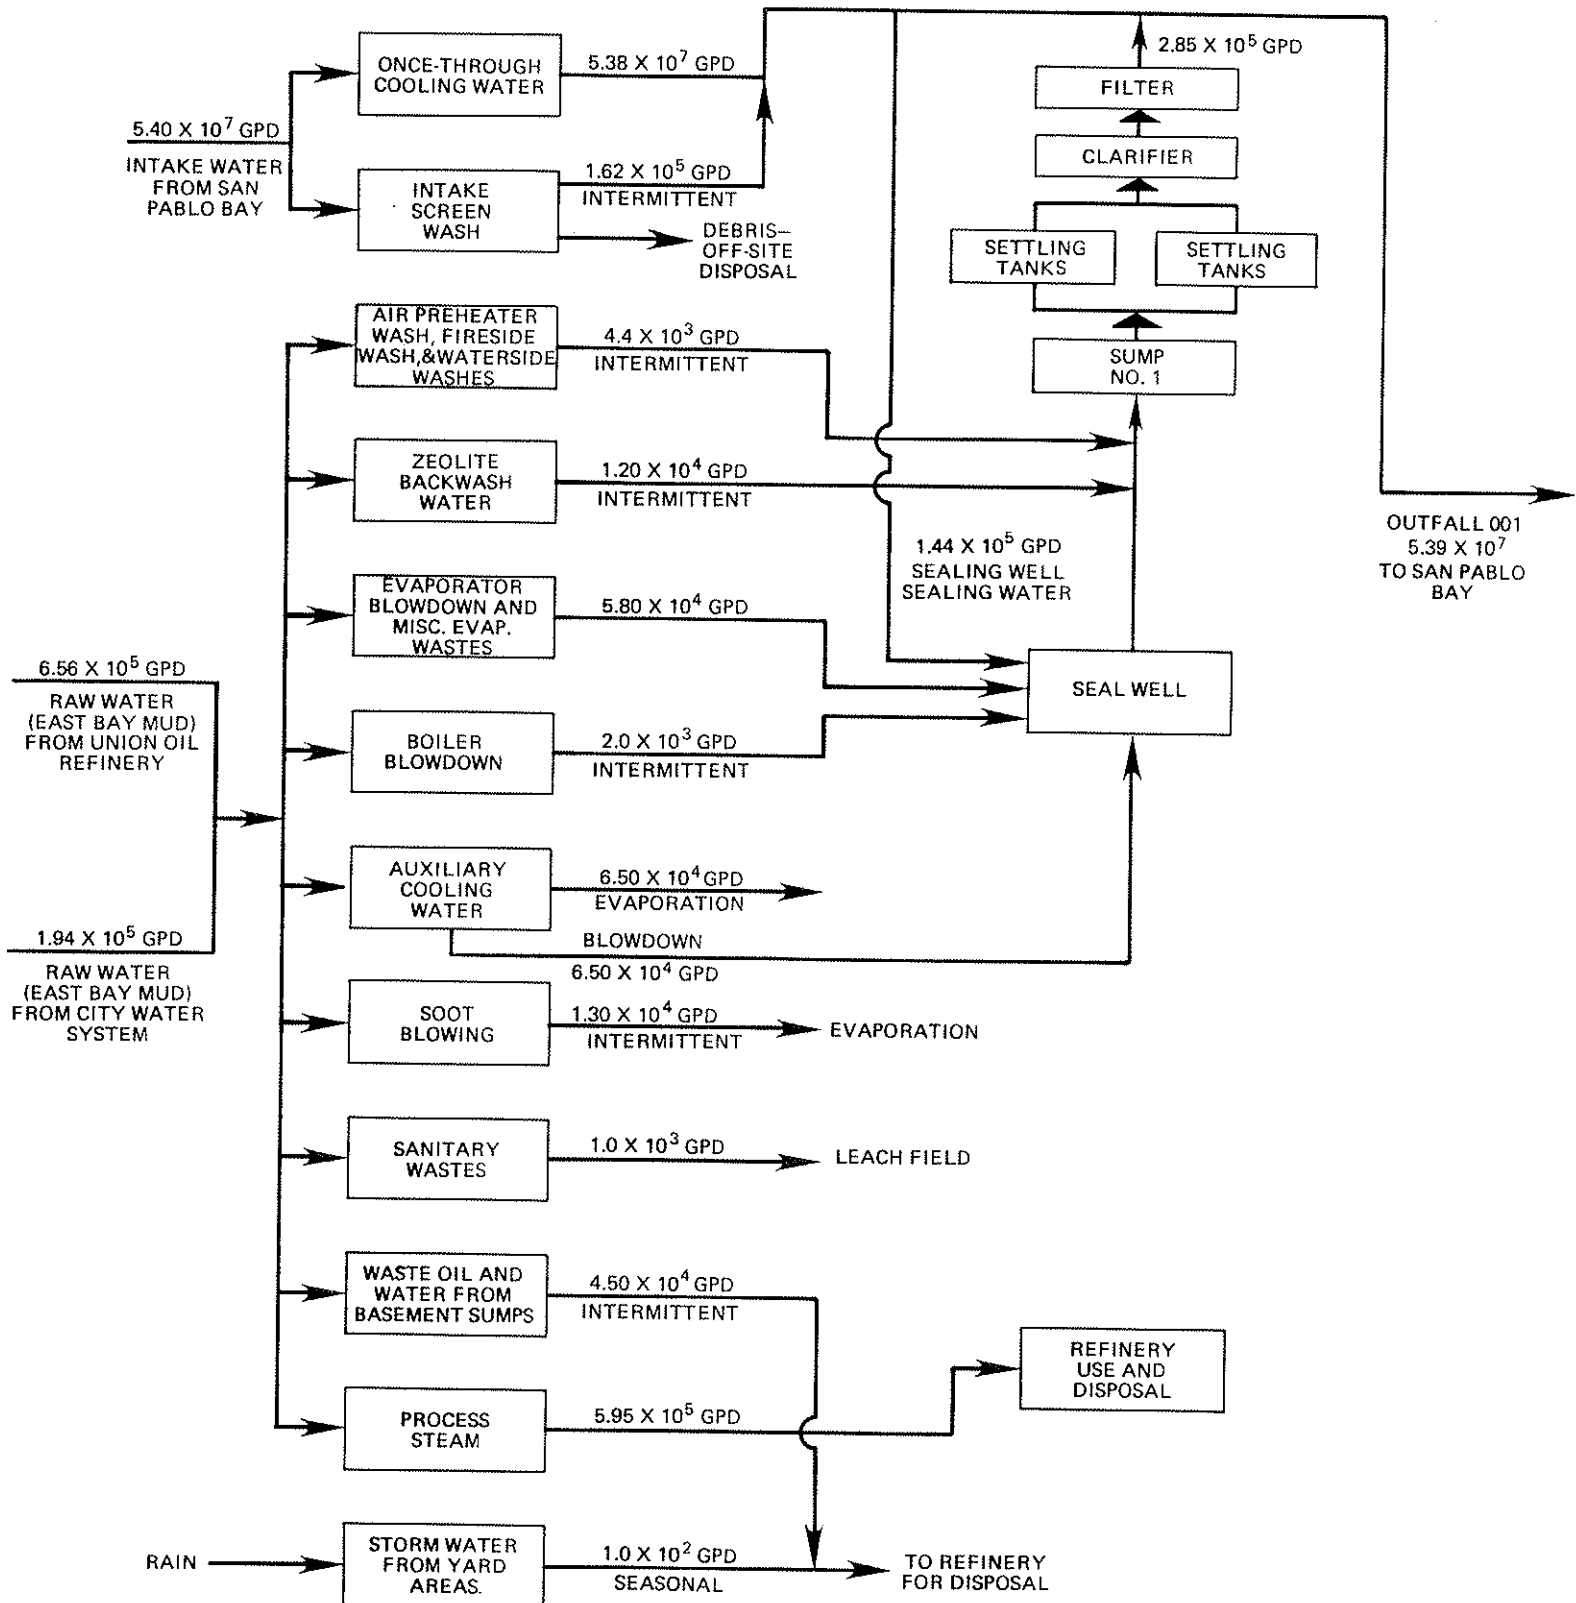 ONCE-THROUGH
COOLING WATER
5.38 X 10⁷ GPD
2.85 X 10⁵ GPD
FILTER
5.40 X 10⁷ GPD
INTAKE WATER
FROM SAN
PABLO BAY
CLARIFIER
INTAKE
SCREEN
WASH
1.62 X 10⁵ GPD
INTERMITTENT
DEBRIS—
OFF-SITE
DISPOSAL
SETTLING
TANKS
SETTLING
TANKS
AIR PREHEATER
WASH, FIRESIDE
WASH,&WATERSIDE
WASHES
4.4 X 10³ GPD
INTERMITTENT
SUMP
NO. 1
ZEOLITE
BACKWASH
WATER
1.20 X 10⁴ GPD
INTERMITTENT
OUTFALL 001
5.39 X 10⁷
TO SAN PABLO
BAY
1.44 X 10⁵ GPD
SEALING WELL
SEALING WATER
EVAPORATOR
BLOWDOWN AND
MISC. EVAP.
WASTES
5.80 X 10⁴ GPD
6.56 X 10⁵ GPD
RAW WATER
(EAST BAY MUD)
FROM UNION OIL
REFINERY
SEAL WELL
BOILER
BLOWDOWN
2.0 X 10³ GPD
INTERMITTENT
AUXILIARY
COOLING
WATER
6.50 X 10⁴ GPD
EVAPORATION
BLOWDOWN
6.50 X 10⁴ GPD
1.94 X 10⁵ GPD
RAW WATER
(EAST BAY MUD)
FROM CITY WATER
SYSTEM
SOOT
BLOWING
1.30 X 10⁴ GPD
INTERMITTENT
EVAPORATION
SANITARY
WASTES
1.0 X 10³ GPD
LEACH FIELD
WASTE OIL AND
WATER FROM
BASEMENT SUMPS
4.50 X 10⁴ GPD
INTERMITTENT
REFINERY
USE AND
DISPOSAL
PROCESS
STEAM
5.95 X 10⁵ GPD
RAIN
STORM WATER
FROM YARD
AREAS.
1.0 X 10² GPD
SEASONAL
TO REFINERY
FOR DISPOSAL